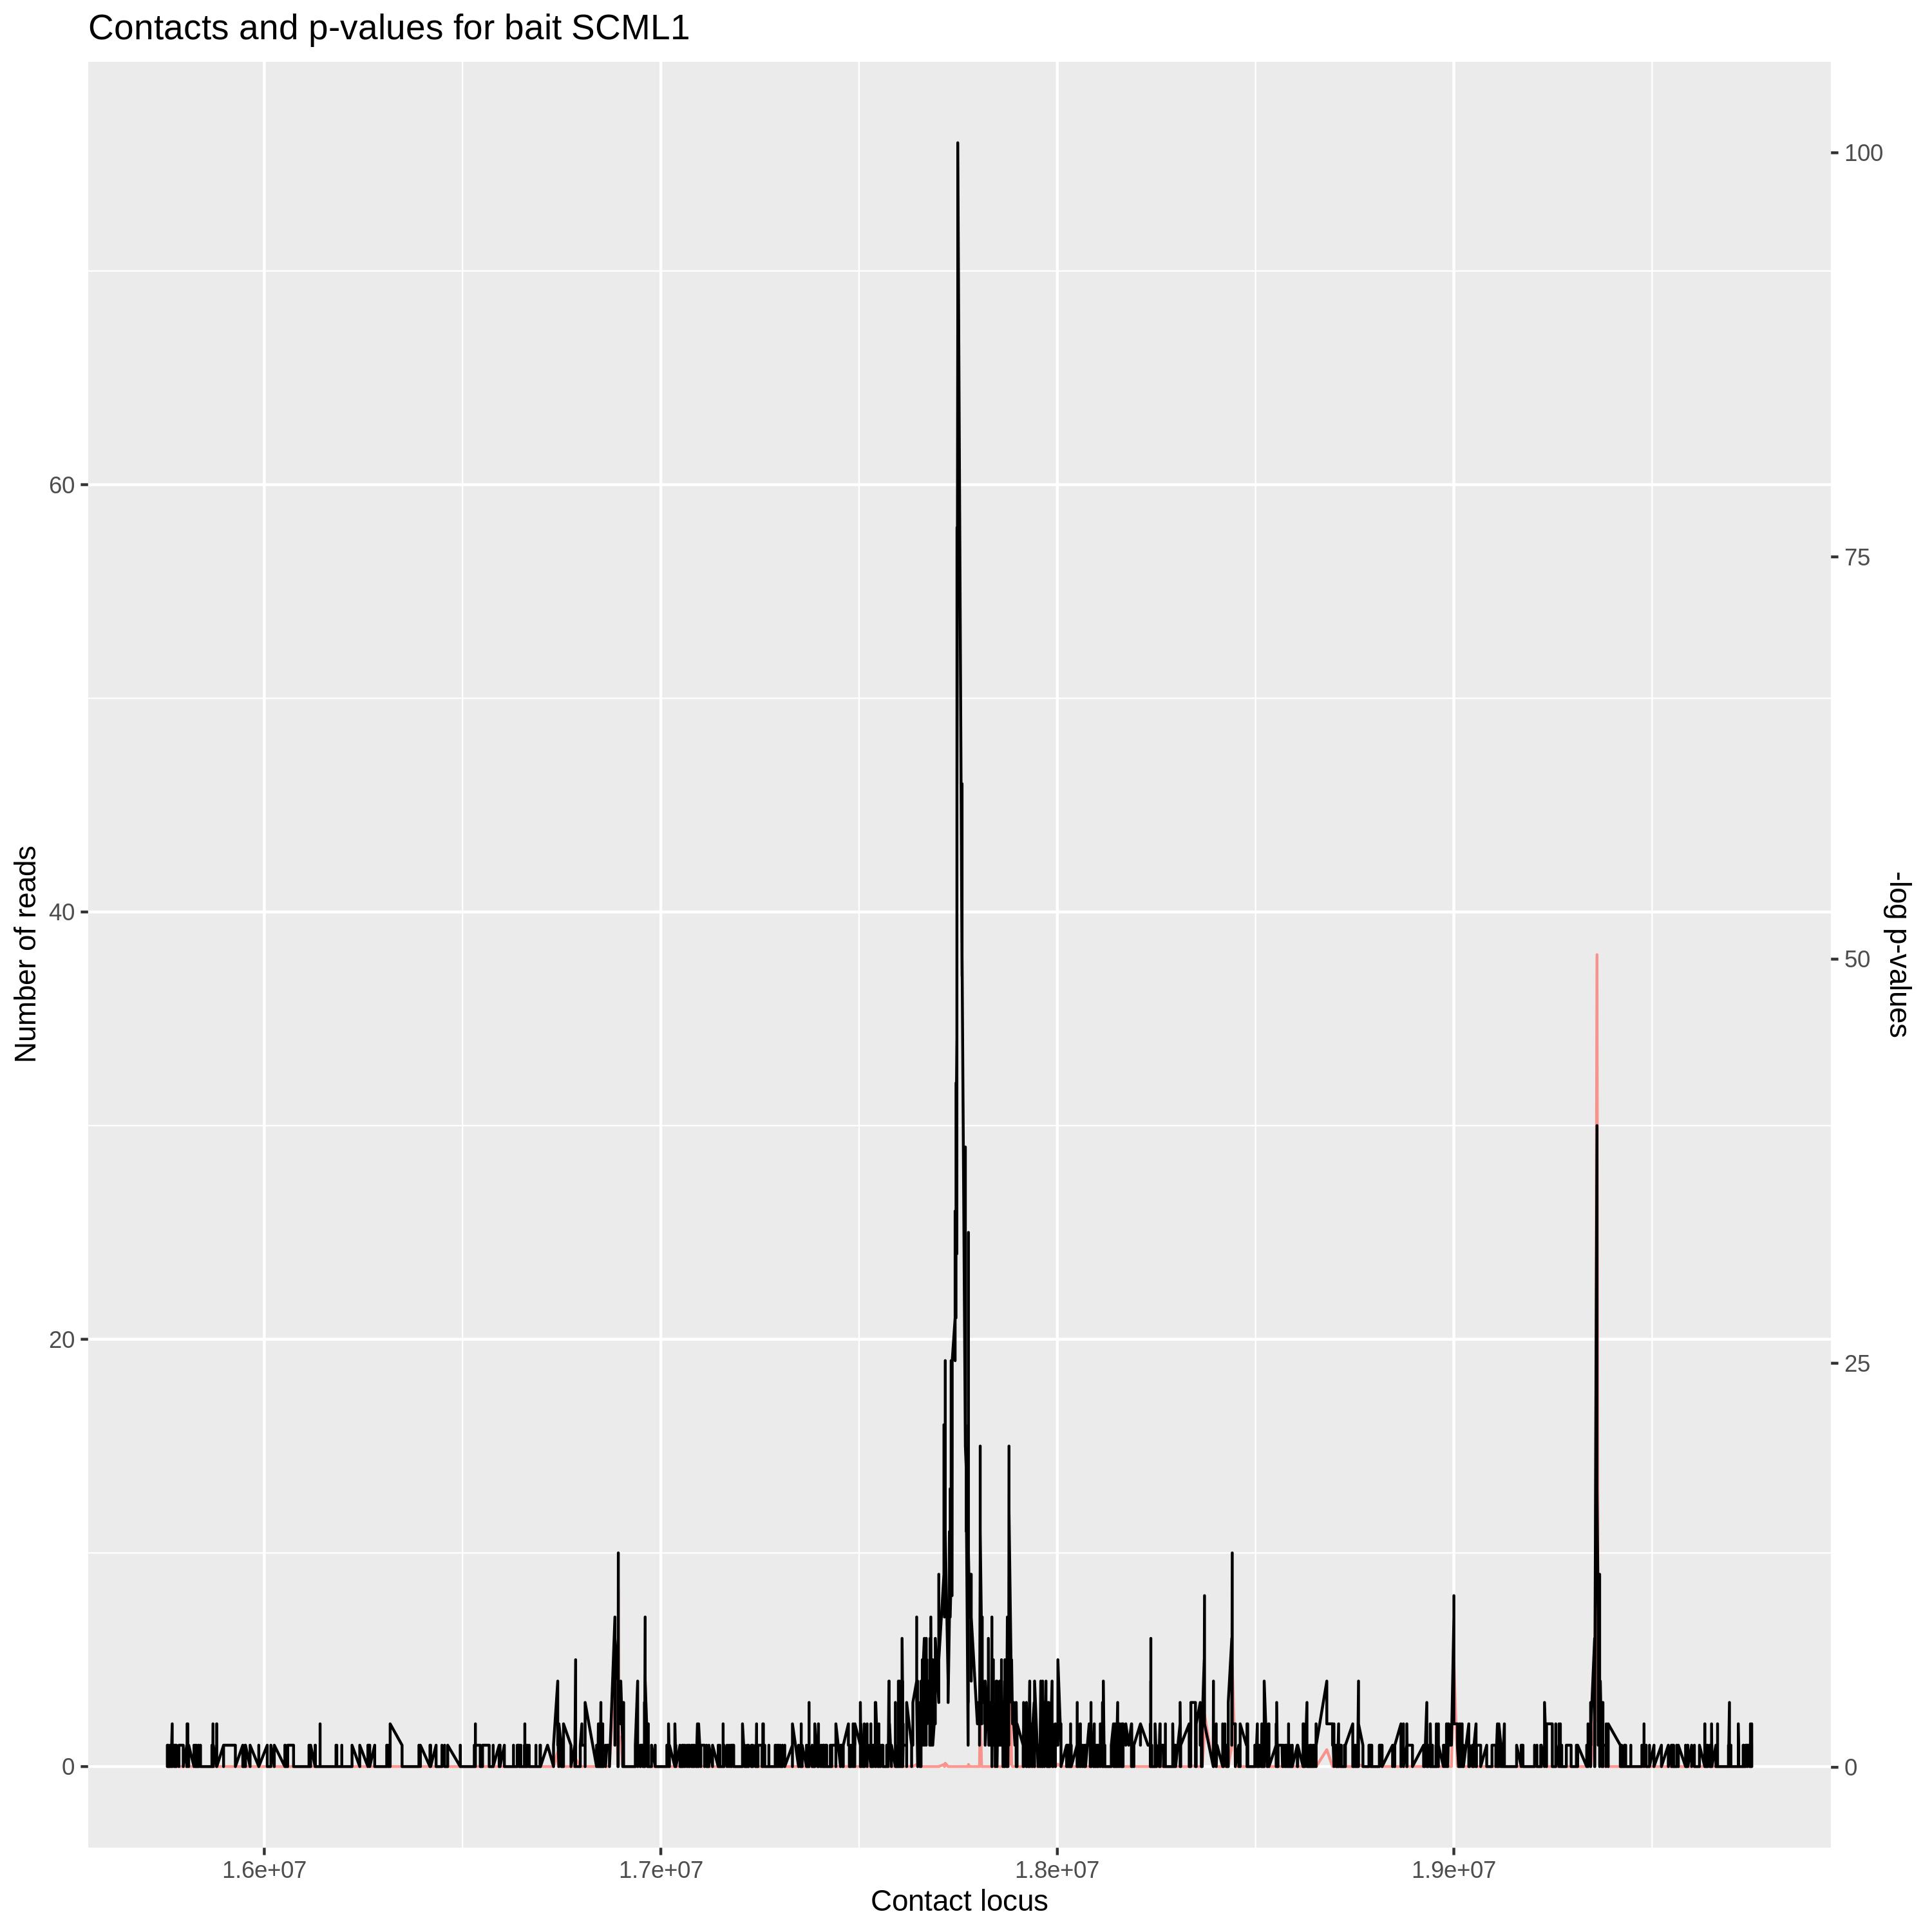 Contacts and p-values for bait SCML1
Number of reads
60
40
20
0
100
75
50
25
0
-log p-values
1.6e+07
1.7e+07
1.8e+07
1.9e+07
Contact locus